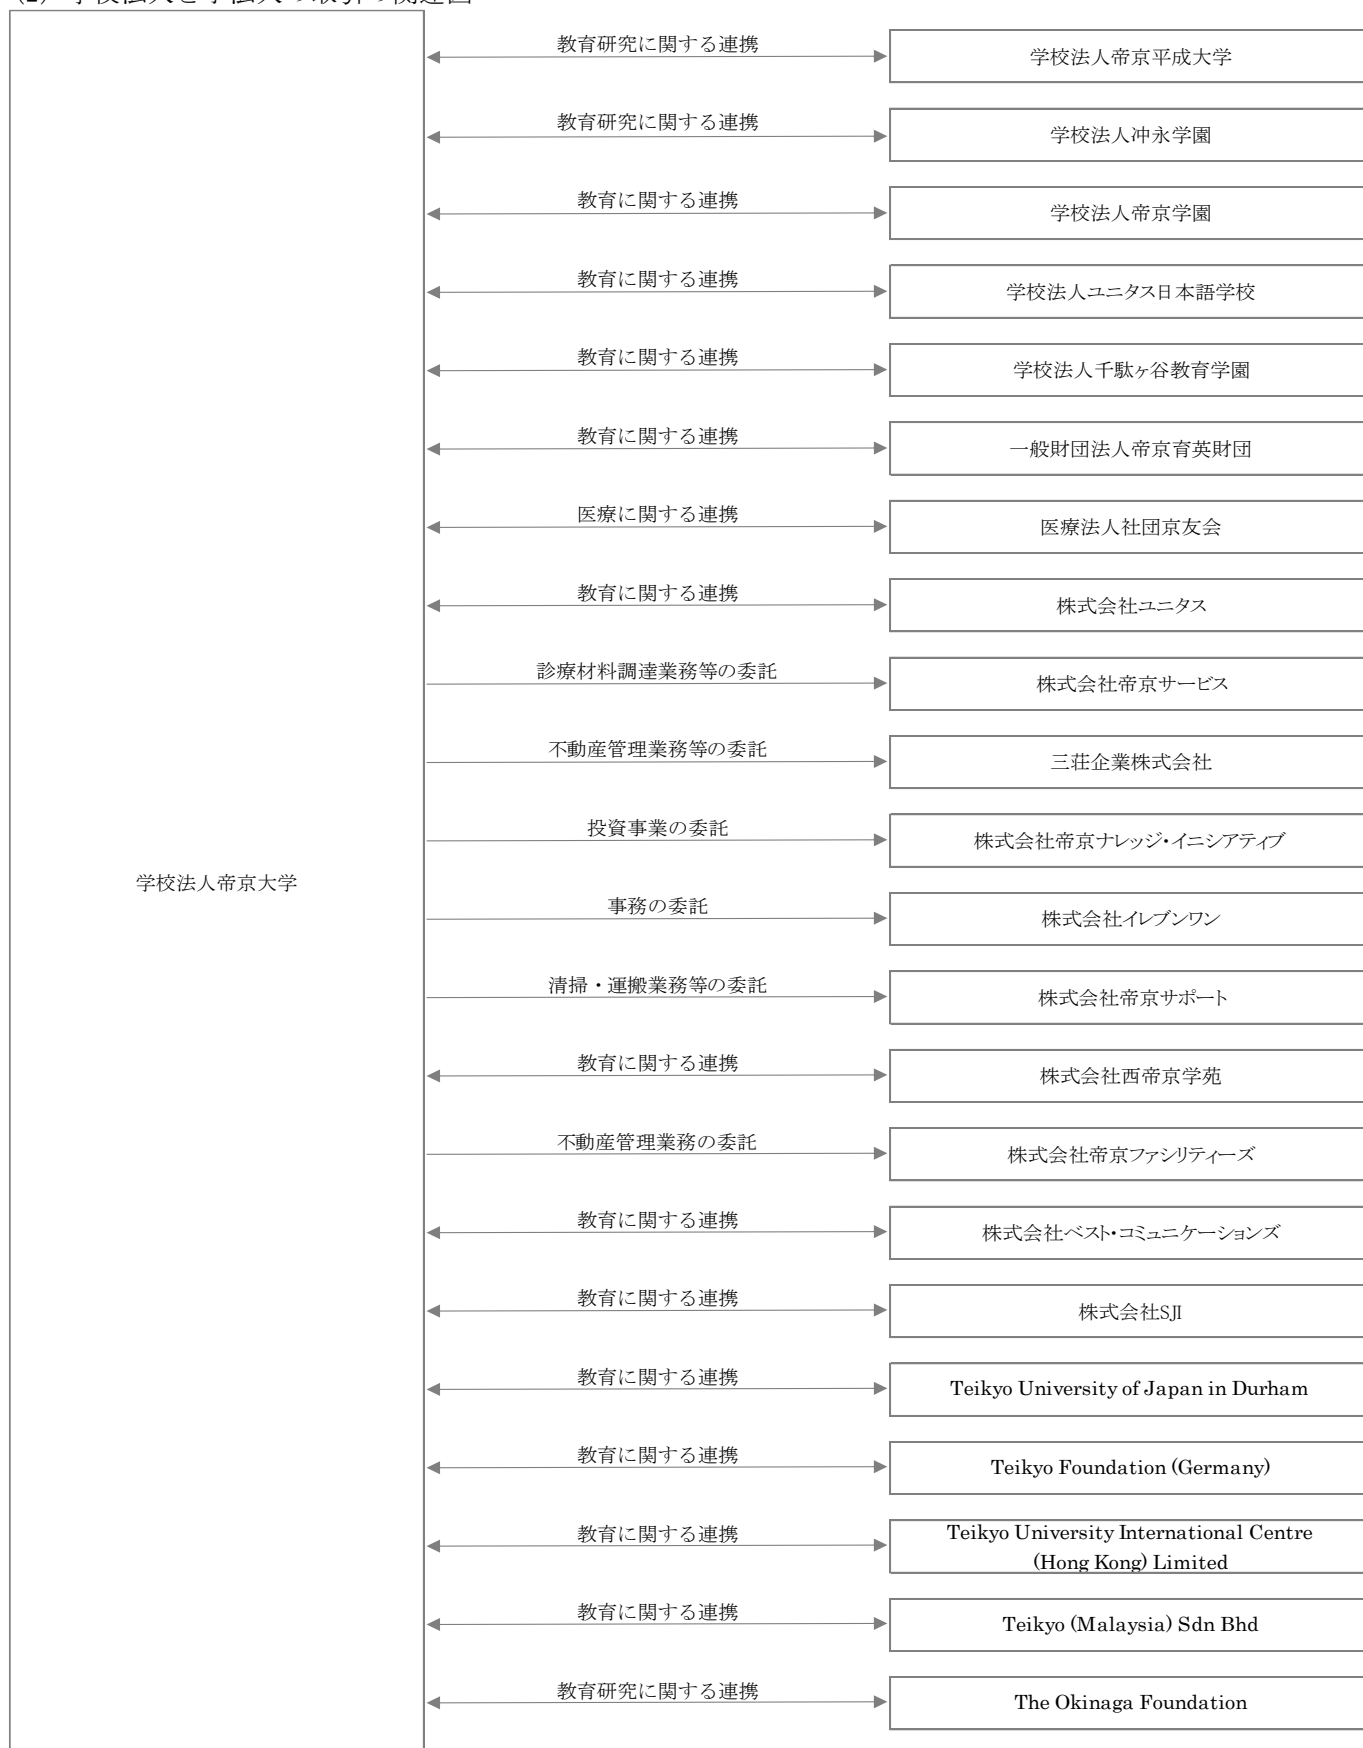 (2) 学校法人と子法人の取引の関連図
教育研究に関する連携
学校法人帝京平成大学
教育研究に関する連携
学校法人冲永学園
教育に関する連携
学校法人帝京学園
教育に関する連携
学校法人ユニタス日本語学校
教育に関する連携
学校法人千駄ヶ谷教育学園
教育に関する連携
一般財団法人帝京育英財団
医療に関する連携
医療法人社団京友会
教育に関する連携
株式会社ユニタス
診療材料調達業務等の委託
株式会社帝京サービス
不動産管理業務等の委託
三荘企業株式会社
投資事業の委託
株式会社帝京ナレッジ・イニシアティブ
学校法人帝京大学
事務の委託
株式会社イレブンワン
清掃・運搬業務等の委託
株式会社帝京サポート
教育に関する連携
株式会社西帝京学苑
不動産管理業務の委託
株式会社帝京ファシリティーズ
教育に関する連携
株式会社ベスト・コミュニケーションズ
教育に関する連携
株式会社SJI
教育に関する連携
Teikyo University of Japan in Durham
教育に関する連携
Teikyo Foundation (Germany)
教育に関する連携
Teikyo University International Centre
(Hong Kong) Limited
教育に関する連携
Teikyo (Malaysia) Sdn Bhd
教育研究に関する連携
The Okinaga Foundation